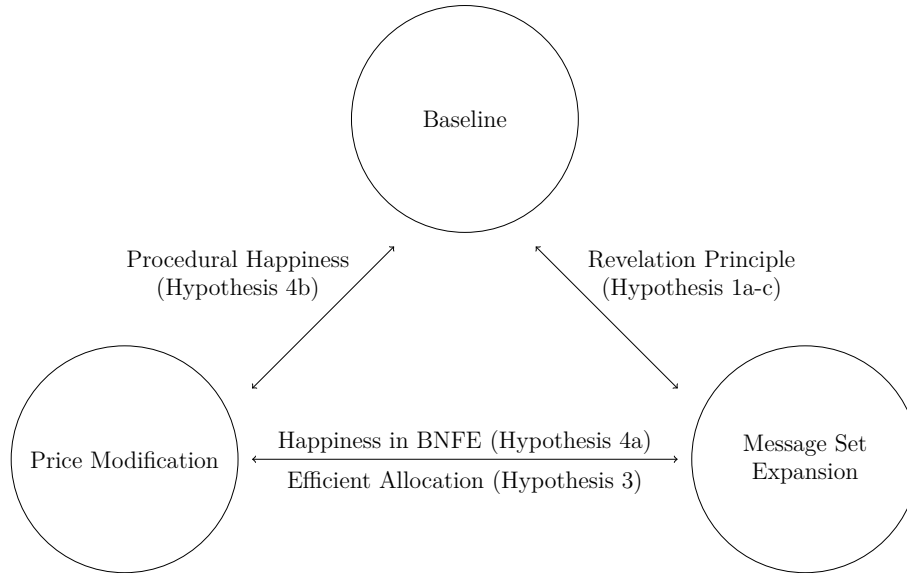 Baseline
Procedural Happiness
(Hypothesis 4b)
Revelation Principle
(Hypothesis 1a-c)
Price Modification
Happiness in BNFE (Hypothesis 4a)
Efficient Allocation (Hypothesis 3)
Message Set
Expansion